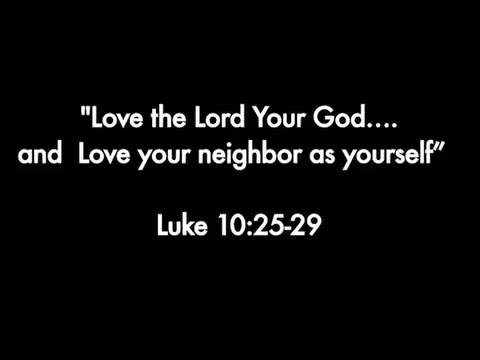 "Love the Lord Your God....
and  Love your neighbor as yourself”
Luke 10:25-29